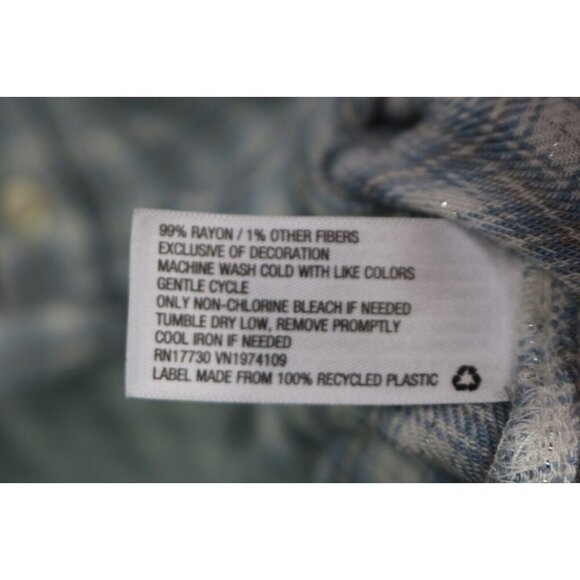 99% RAYON / 1% OTHER FIBERS
EXCLUSIVE OF DECORATION
MACHINE WASH COLD WITH LIKE COLORS
GENTLE CYCLE
ONLY NON-CHLORINE BLEACH IF NEEDED
TUMBLE DRY LOW, REMOVE PROMPTLY
COOL IRON IF NEEDED
RN17730 VN1974109
LABEL MADE FROM 100% RECYCLED PLASTIC